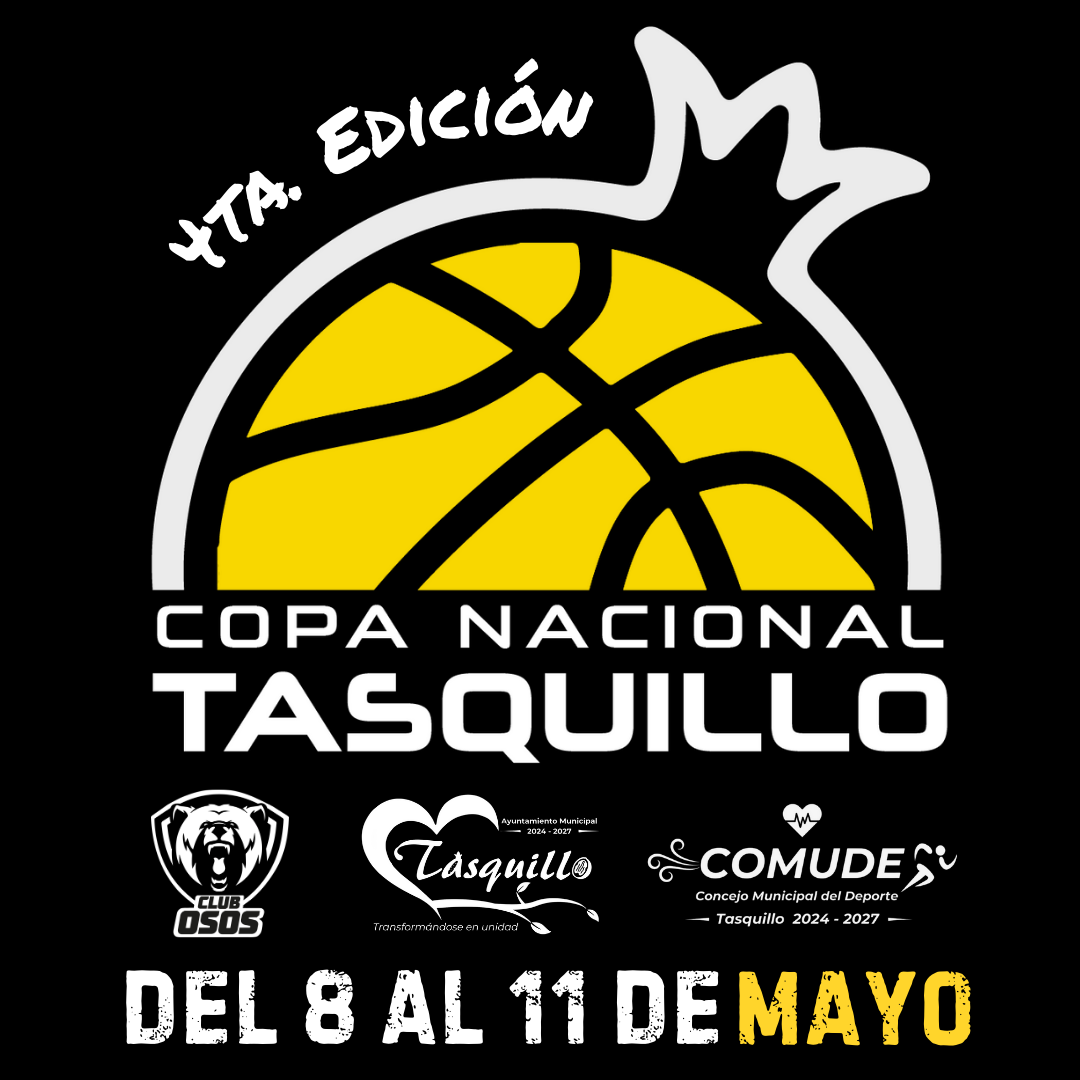 4TA. EDICIÓN
COPA NACIONAL
TASQUILLO
CLUB
OSOS
Ayuntamiento Municipal
2024 - 2027
Tasquillo
Transformándose en unidad
COMUDE
Concejo Municipal del Deporte
Tasquillo 2024 - 2027
DEL 8 AL 11 DE MAYO